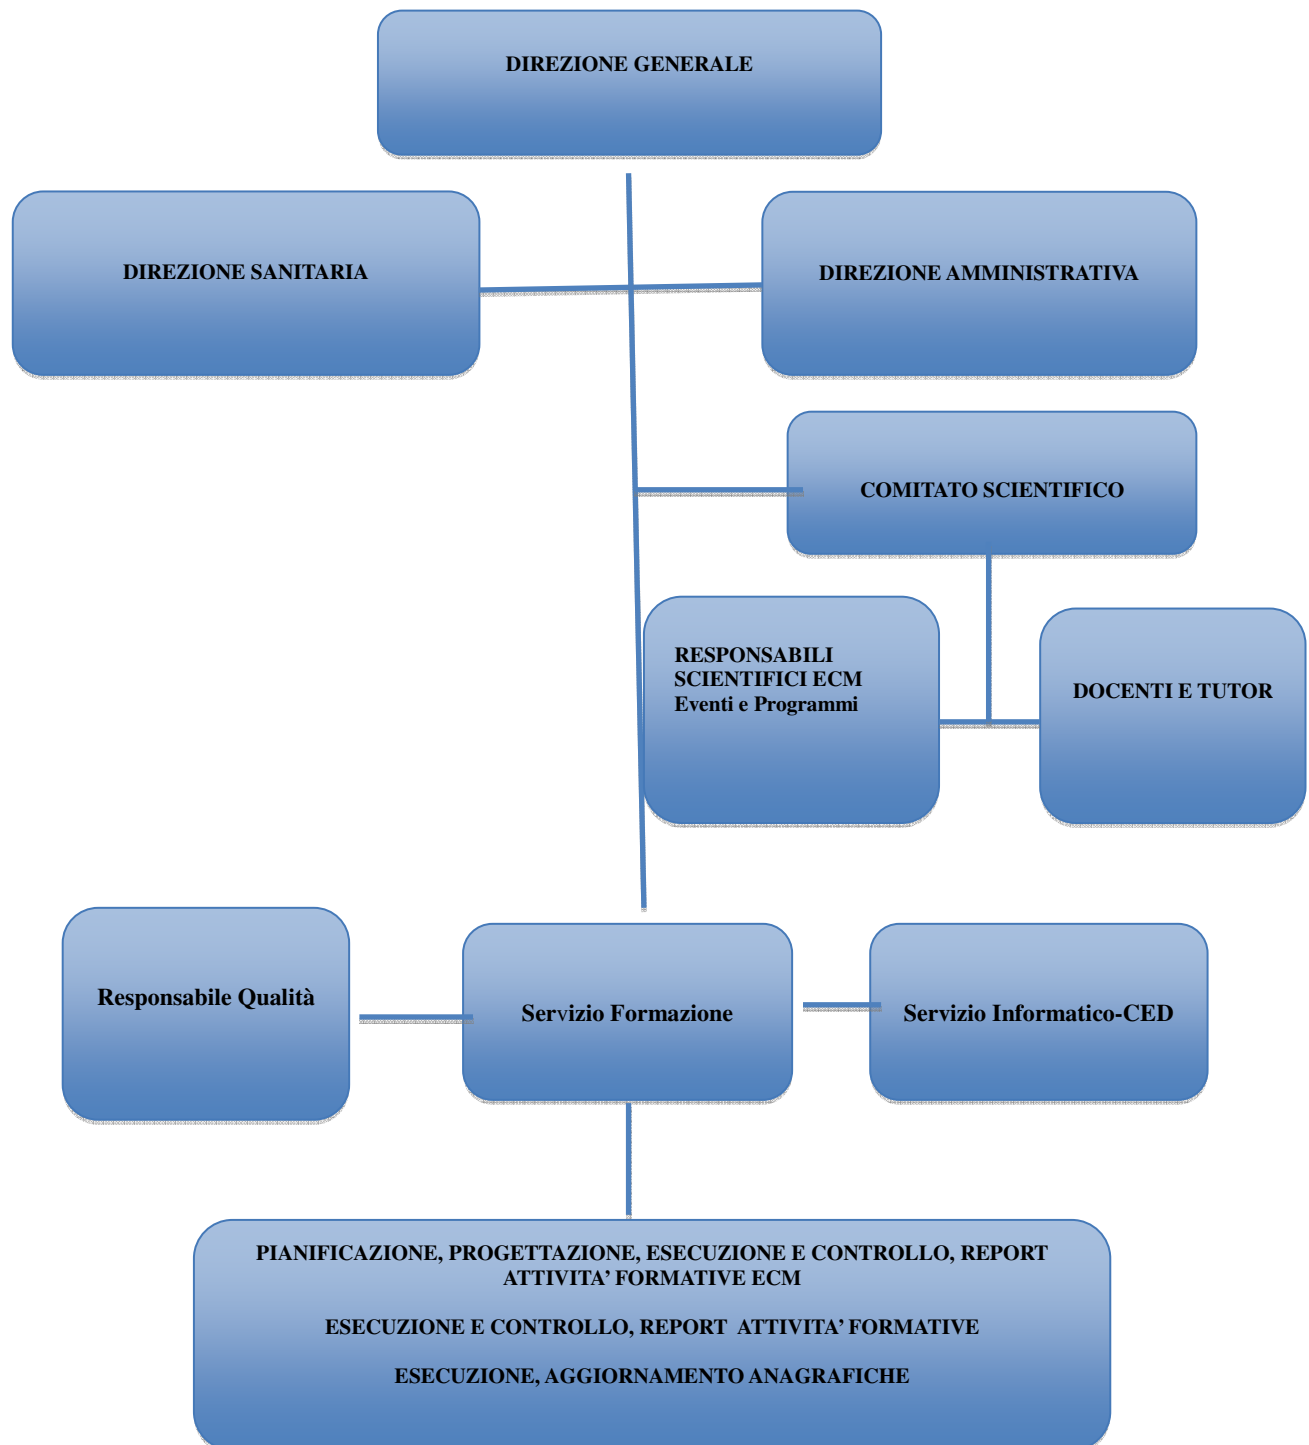 DIREZIONE GENERALE
DIREZIONE SANITARIA
DIREZIONE AMMINISTRATIVA
COMITATO SCIENTIFICO
RESPONSABILI
SCIENTIFICI ECM
Eventi e Programmi
DOCENTI E TUTOR
Responsabile Qualità
Servizio Formazione
Servizio Informatico-CED
PIANIFICAZIONE, PROGETTAZIONE, ESECUZIONE E CONTROLLO, REPORT
ATTIVITA’ FORMATIVE ECM
ESECUZIONE E CONTROLLO, REPORT ATTIVITA’ FORMATIVE
ESECUZIONE, AGGIORNAMENTO ANAGRAFICHE